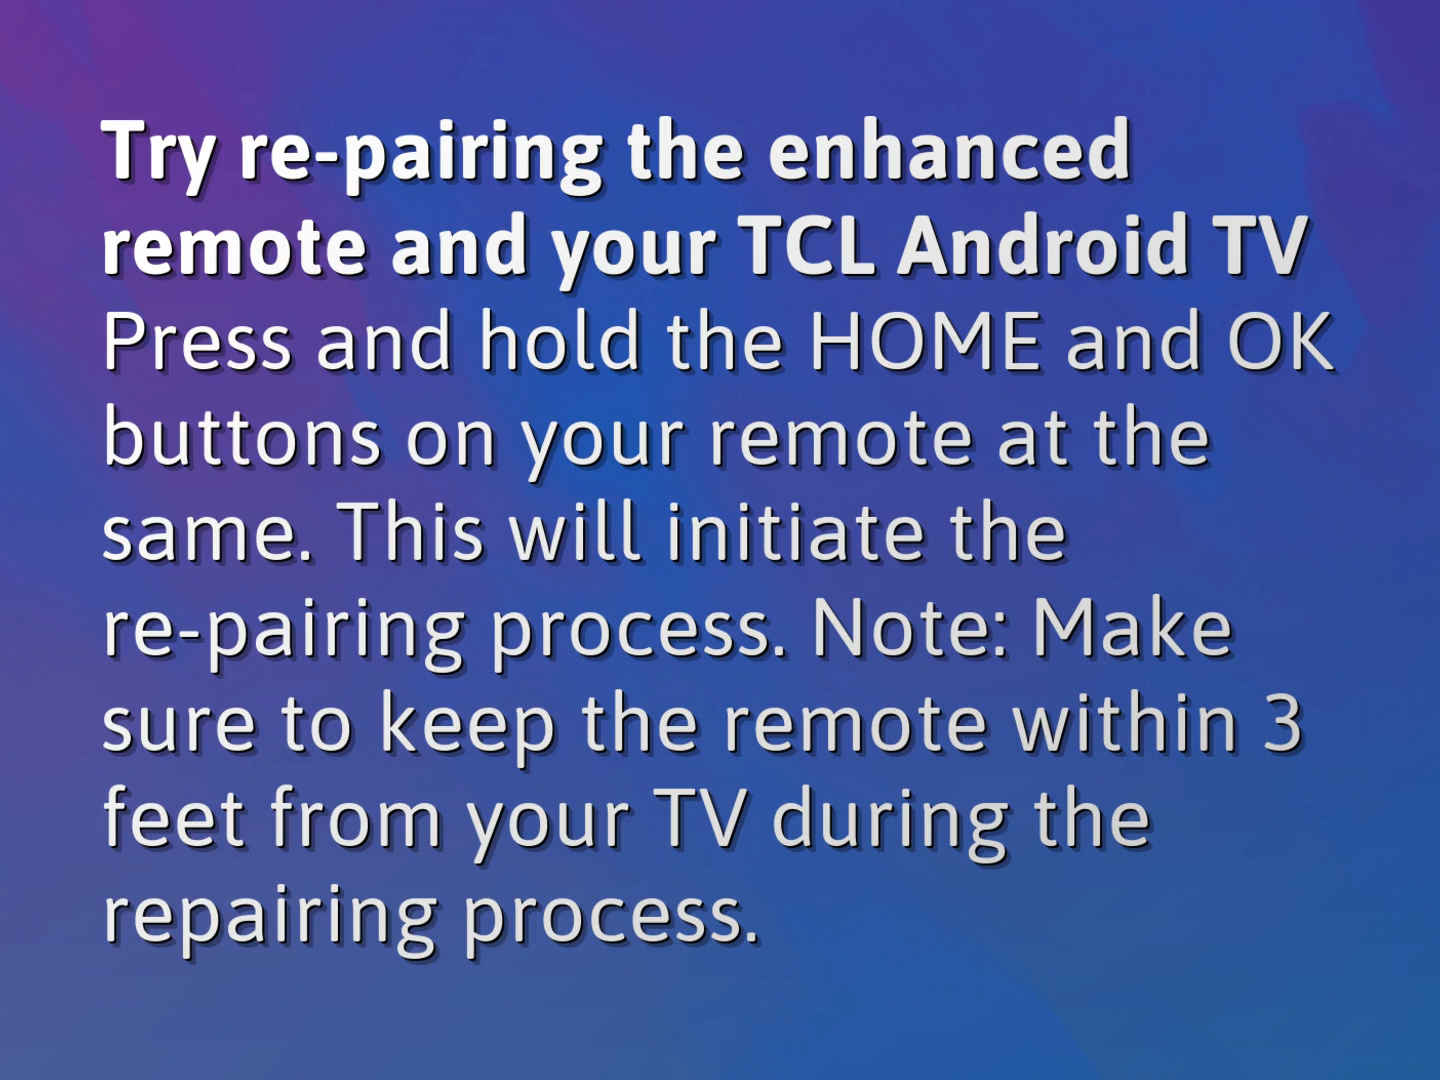 Try re-pairing the enhanced
remote and your TCL Android TV
Press and hold the HOME and OK
buttons on your remote at the
same. This will initiate the
re-pairing process. Note: Make
sure to keep the remote within 3
feet from your TV during the
repairing process.